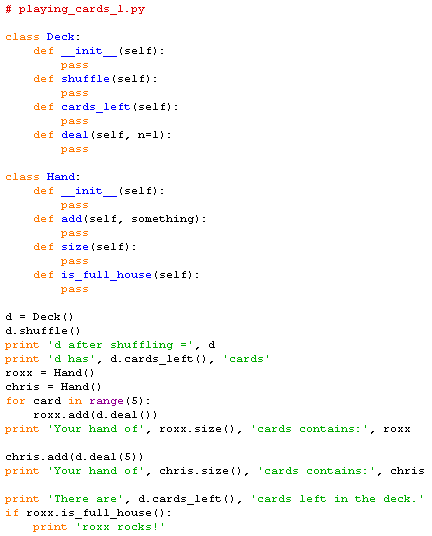 # playing_cards_1.py
class Deck:
    def __init__(self):
        pass
    def shuffle(self):
        pass
    def cards_left(self):
        pass
    def deal(self, n=1):
        pass
class Hand:
    def __init__(self):
        pass
    def add(self, something):
        pass
    def size(self):
        pass
    def is_full_house(self):
        pass
d = Deck()
d.shuffle()
print 'd after shuffling =', d
print 'd has', d.cards_left(), 'cards'
roxx = Hand()
chris = Hand()
for card in range(5):
    roxx.add(d.deal())
print 'Your hand of', roxx.size(), 'cards contains:', roxx
chris.add(d.deal(5))
print 'Your hand of', chris.size(), 'cards contains:', chris
print 'There are', d.cards_left(), 'cards left in the deck.'
if roxx.is_full_house():
    print 'roxx rocks!'